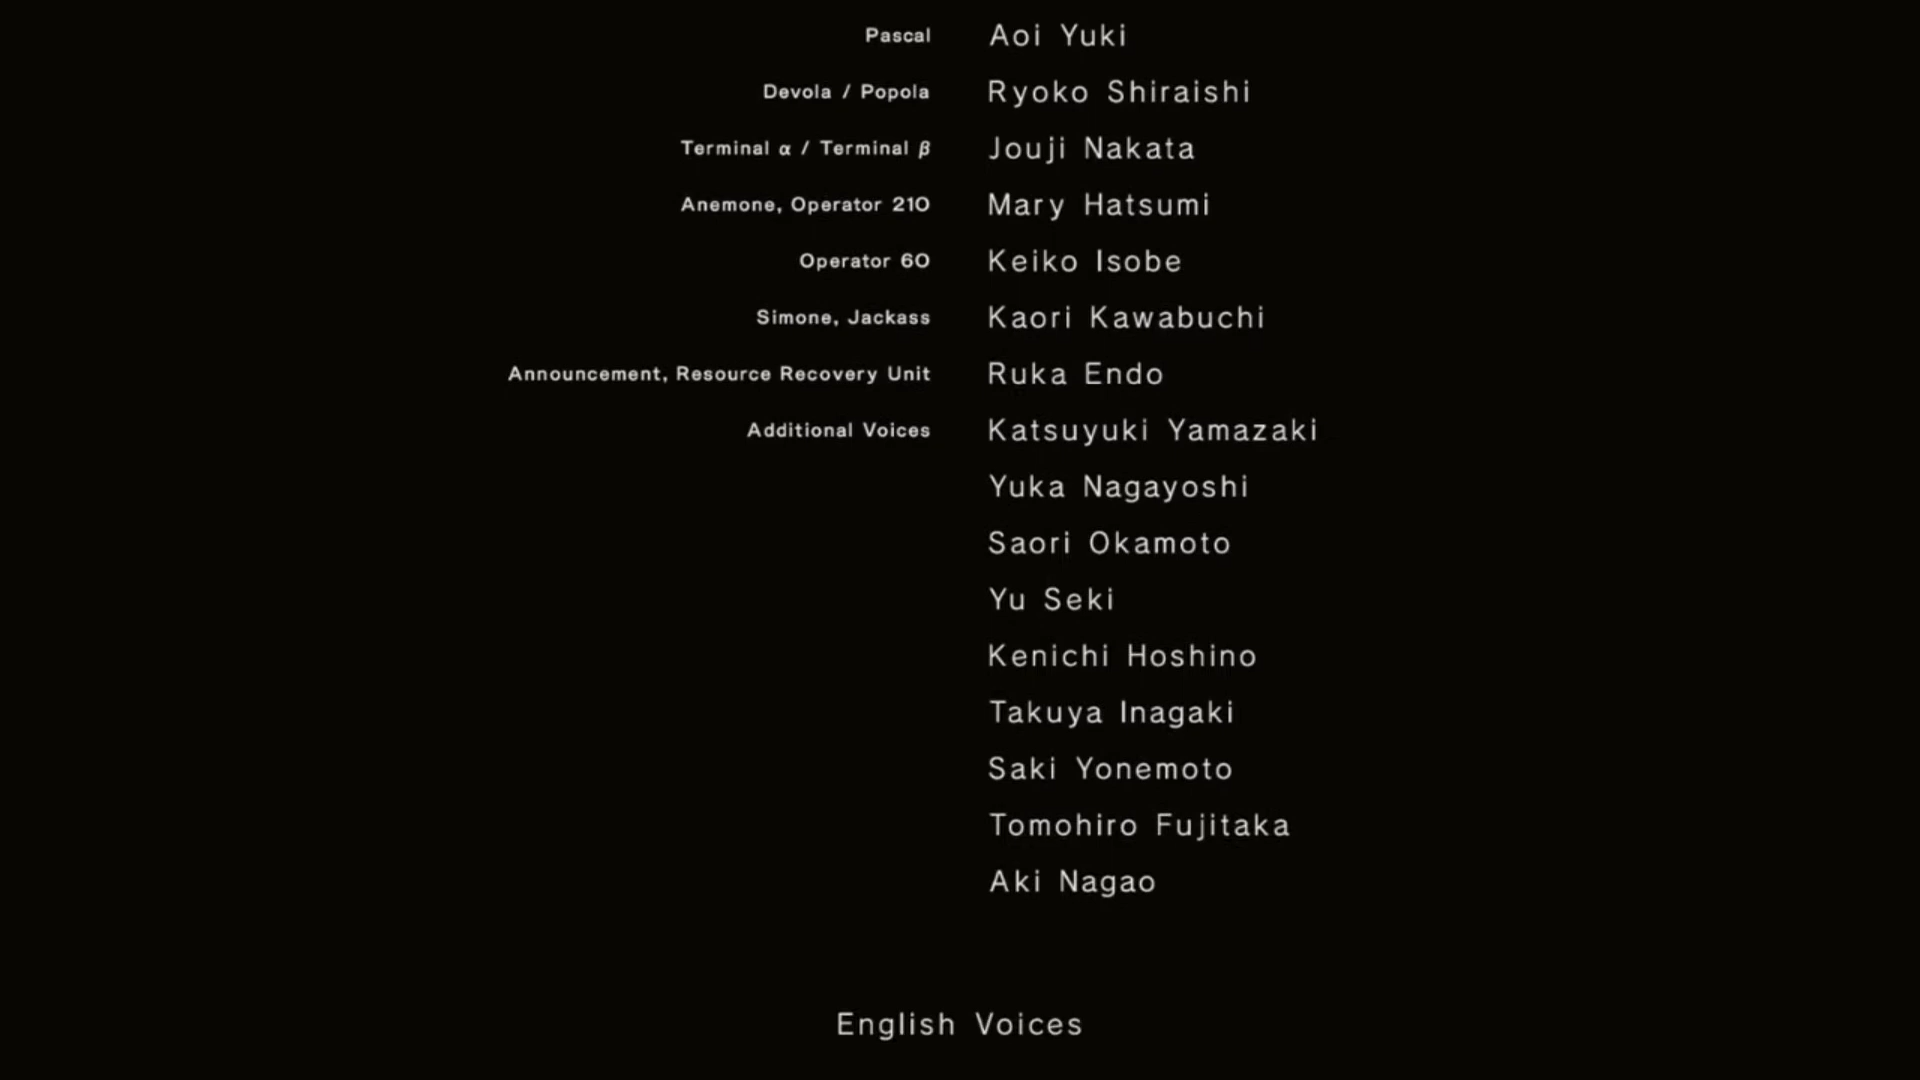 Pascal Aoi Yuki
Devola / Popola Ryoko Shiraishi
Terminal α / Terminal β Jouji Nakata
Anemone, Operator 21O Mary Hatsumi
Operator 6O Keiko Isobe
Simone, Jackass Kaori Kawabuchi
Announcement, Resource Recovery Unit Ruka Endo
Additional Voices Katsuyuki Yamazaki
Yuka Nagayoshi
Saori Okamoto
Yu Seki
Kenichi Hoshino
Takuya Inagaki
Saki Yonemoto
Tomohiro Fujitaka
Aki Nagao
English Voices